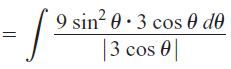 = ∫ 9 sin² θ · 3 cos θ dθ / |3 cos θ|